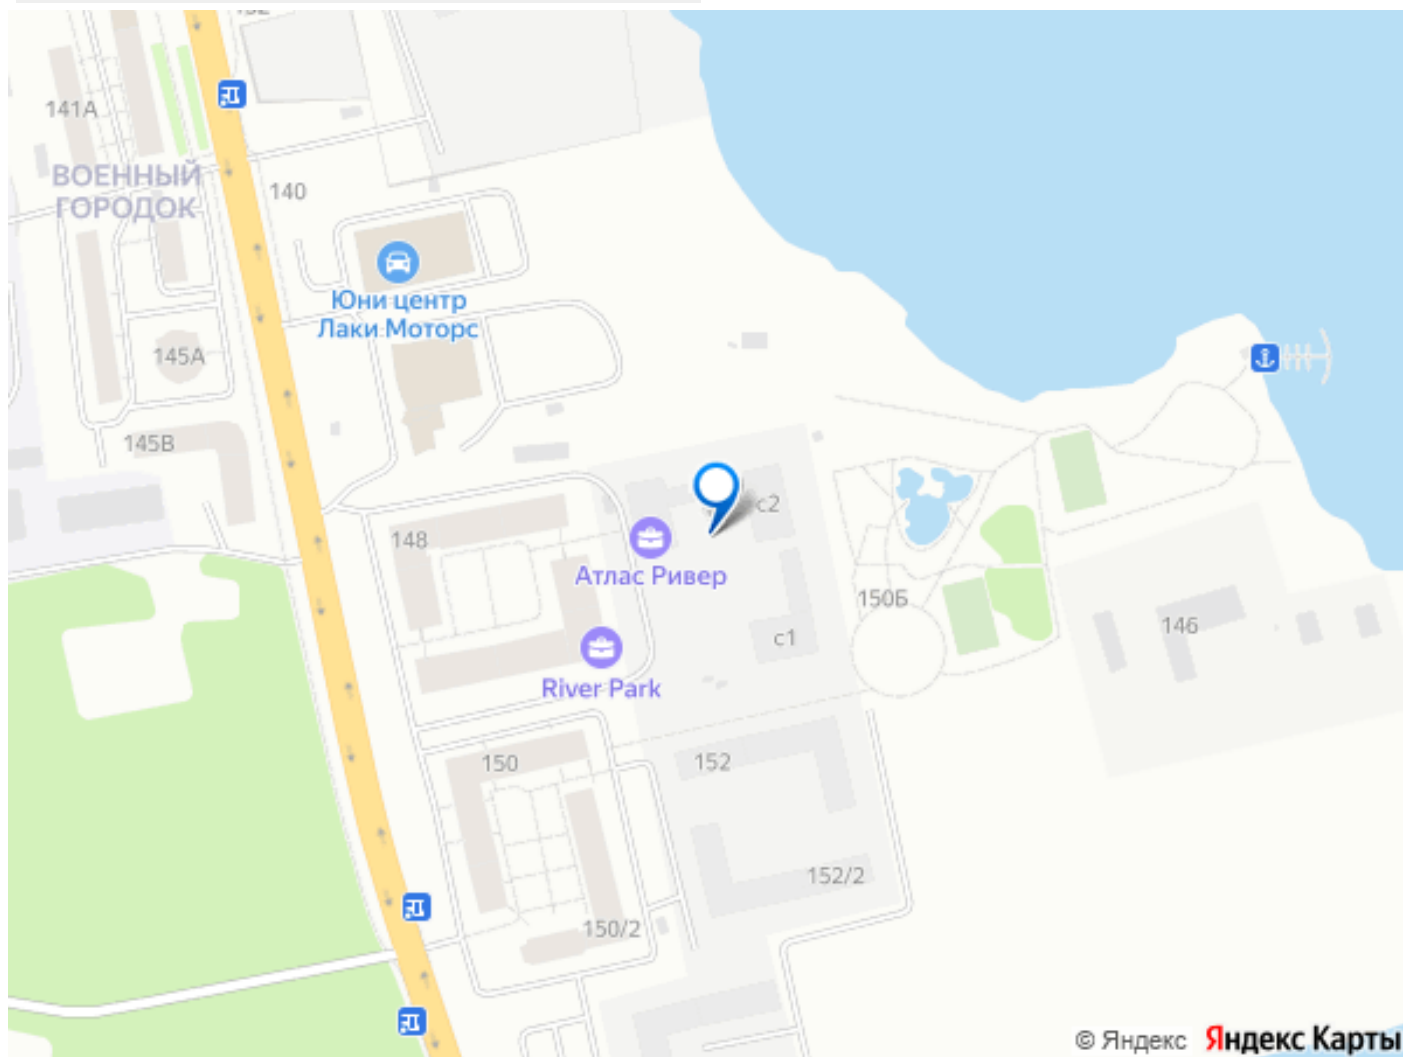 141А
ВОЕННЫЙ
ГОРОДОК
140
Юни центр
Лаки Моторс
145А
145В
148
с2
Атлас Ривер
150Б
с1
146
River Park
150
152
152/2
150/2
© Яндекс Яндекс Карты